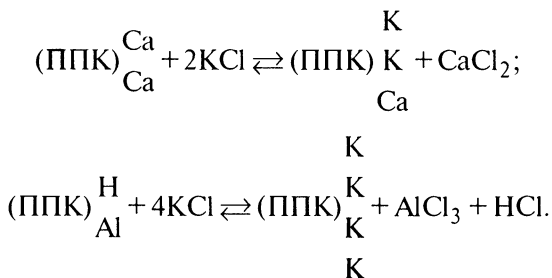 K
Ca
(ППК) + 2KCl ⇄ (ППК) K + CaCl₂;
Ca
Ca
K
K
H
(ППК) + 4KCl ⇄ (ППК) + AlCl₃ + HCl.
Al
K
K